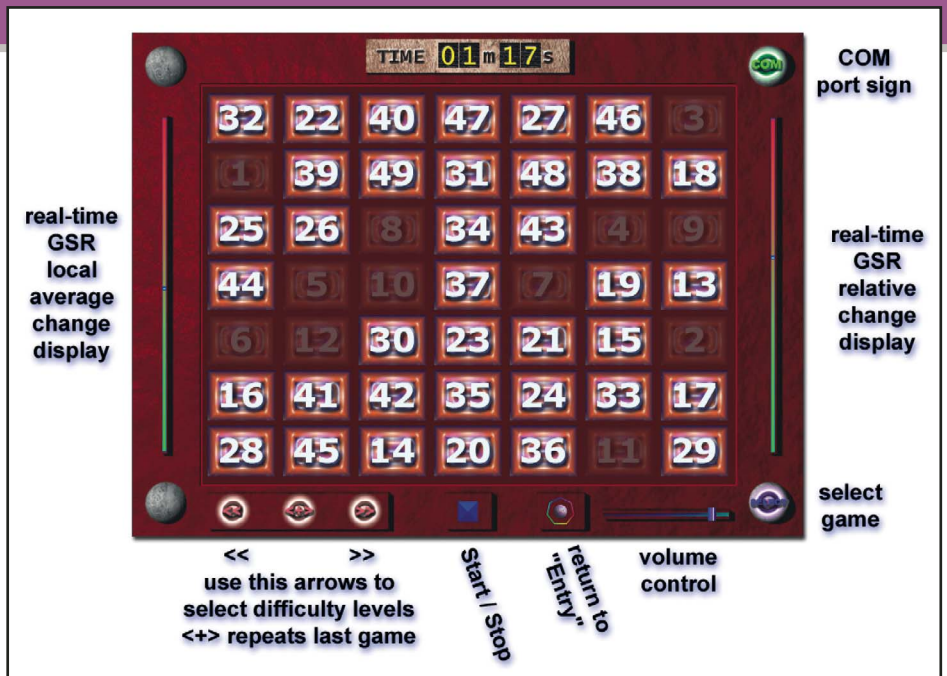 TIME 01m17s
COM
COM
port sign
32 22 40 47 27 46 3
1 39 49 31 48 38 18
25 26 8 34 43 4 9
44 5 10 37 7 19 13
6 12 30 23 21 15 2
16 41 42 35 24 33 17
28 45 14 20 36 11 29
real-time
GSR
local
average
change
display
real-time
GSR
relative
change
display
select
game
<< >>
use this arrows to
select difficulty levels
<+> repeats last game
Start / Stop
return to
"Entry"
volume
control